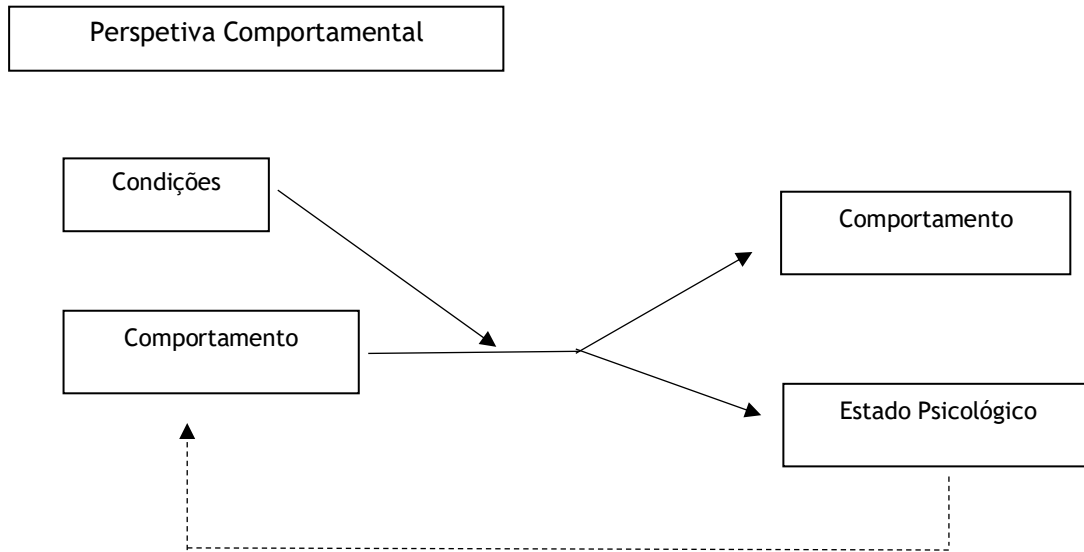 Perspetiva Comportamental
Condições
Comportamento
Comportamento
Estado Psicológico